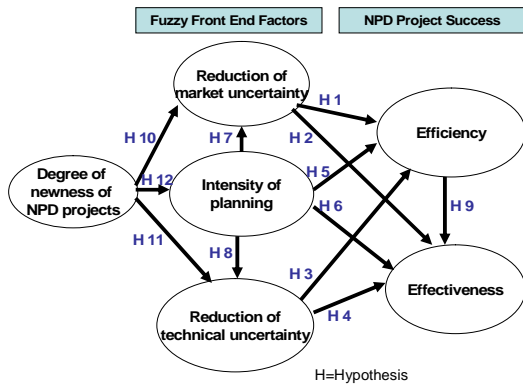 Fuzzy Front End Factors
NPD Project Success
Reduction of
market uncertainty
H 1
Efficiency
H 10
H 7
H 2
Degree of
newness of
NPD projects
H 12
Intensity of
planning
H 5
H 6
H 9
H 11
H 8
H 3
Reduction of
technical uncertainty
H 4
Effectiveness
H=Hypothesis